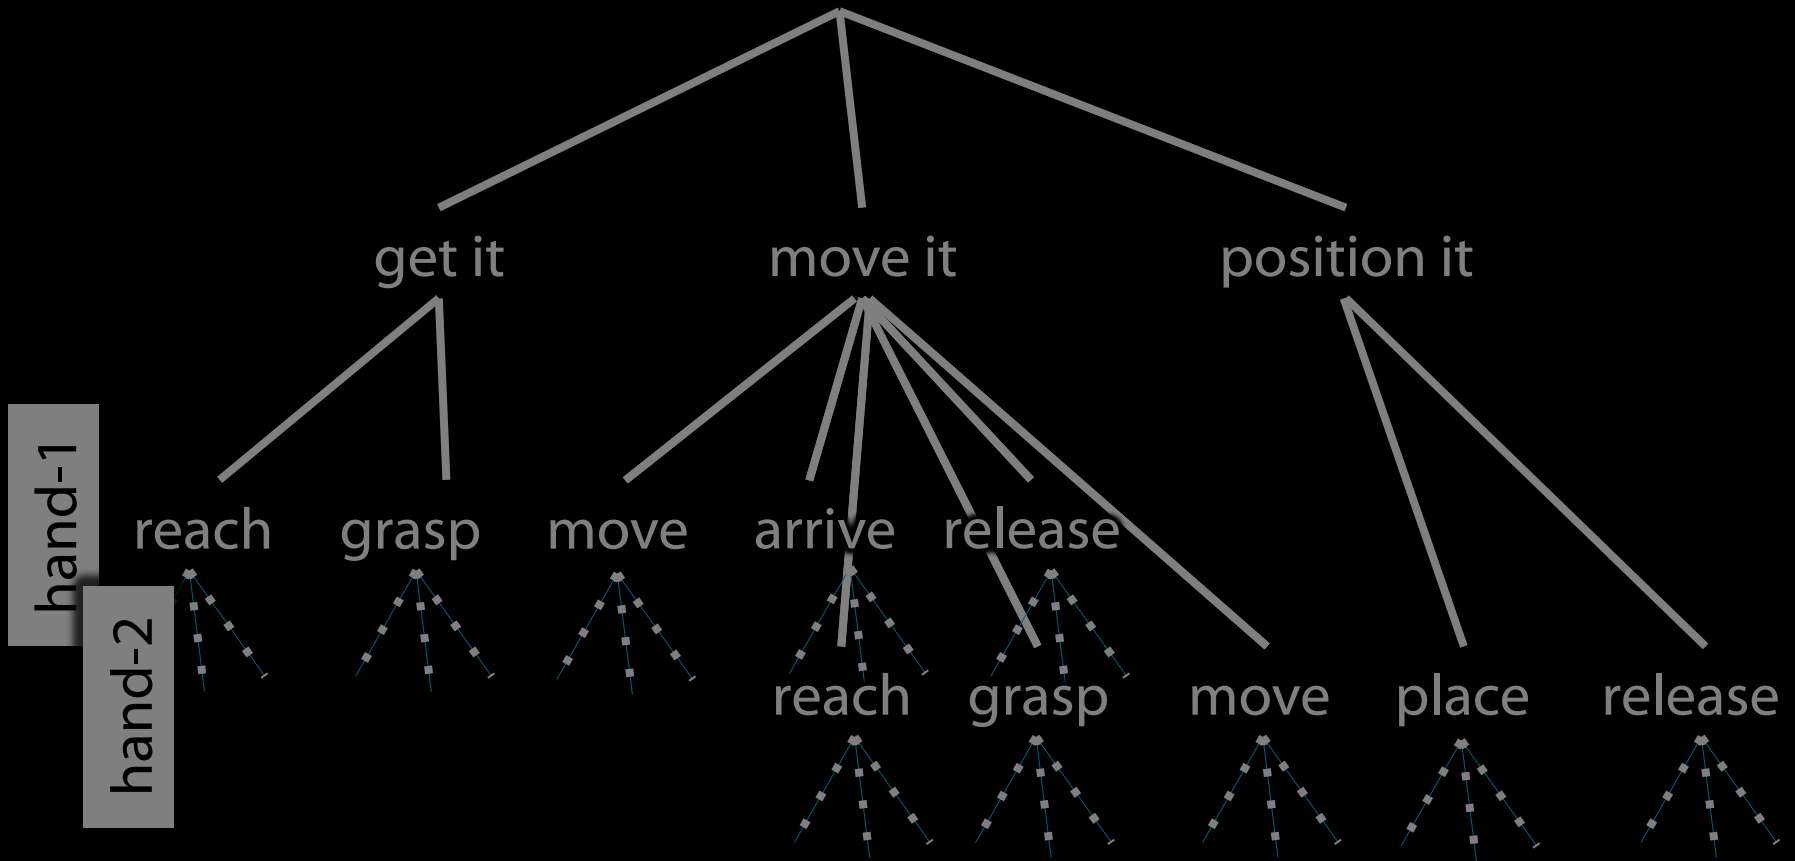 get it move it position it
hand-1
reach grasp move arrive release
hand-2
reach grasp move place release